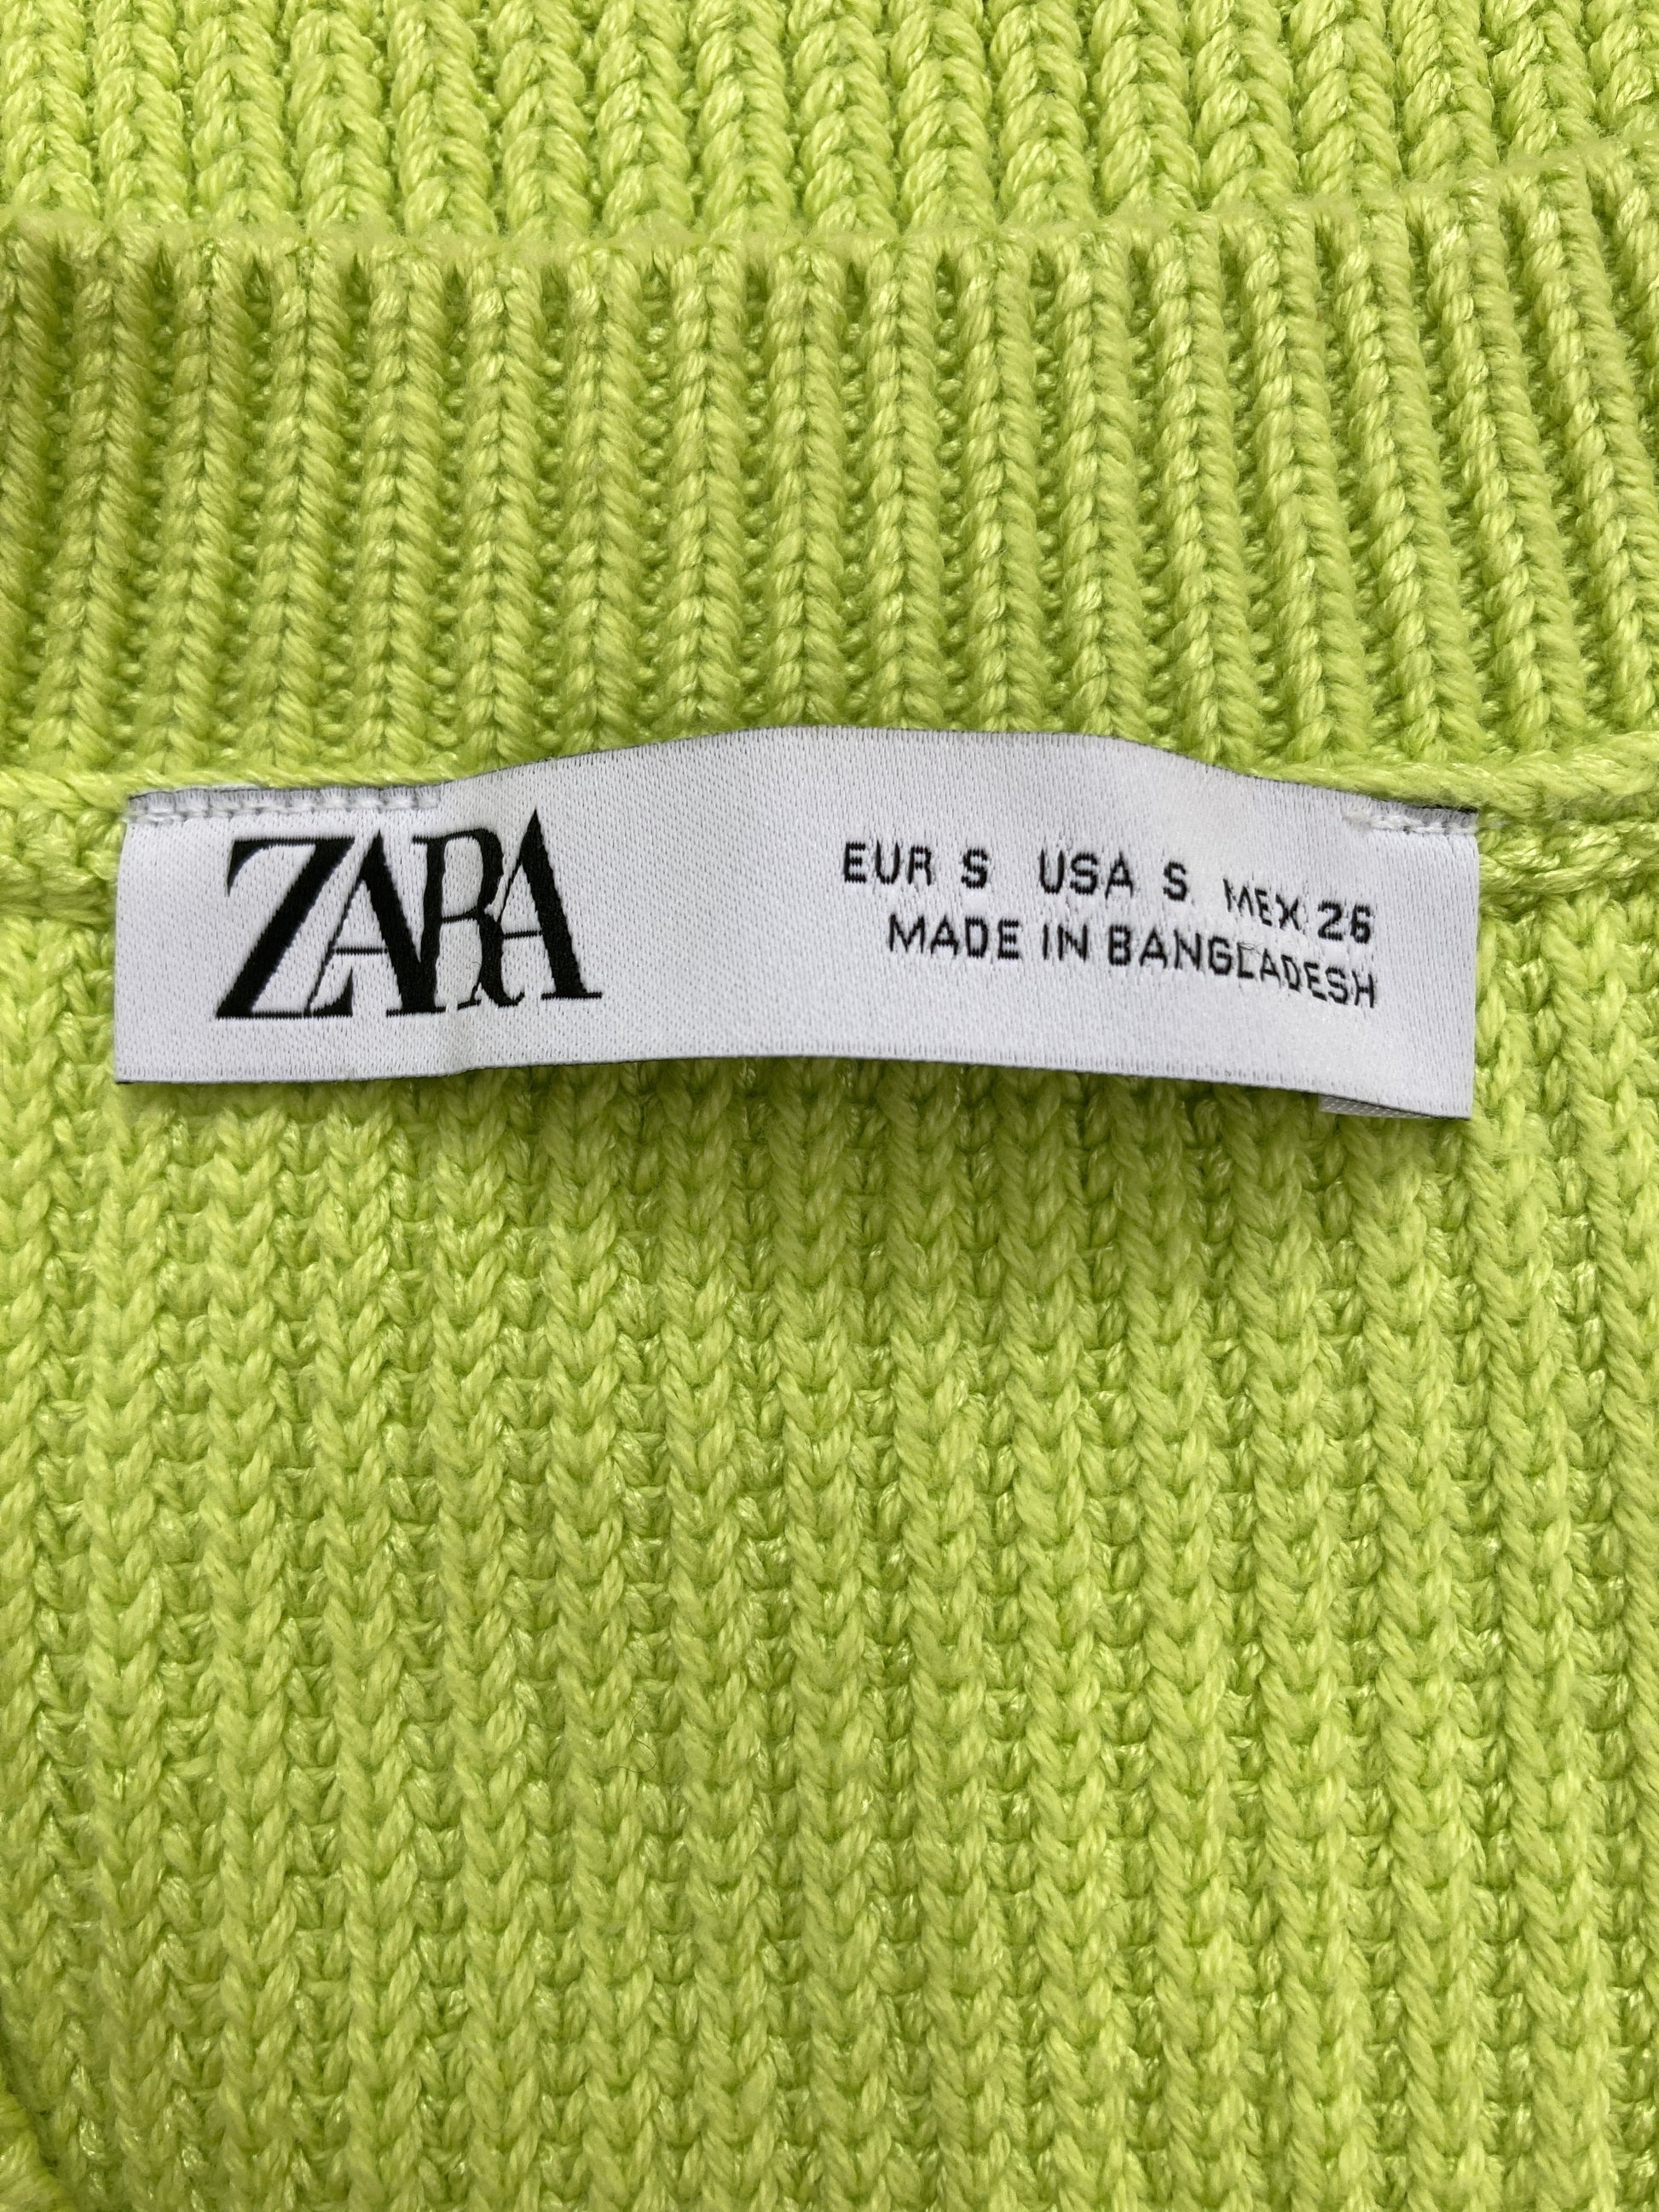 ZARA
EUR S USA S MEX 26
MADE IN BANGLADESH